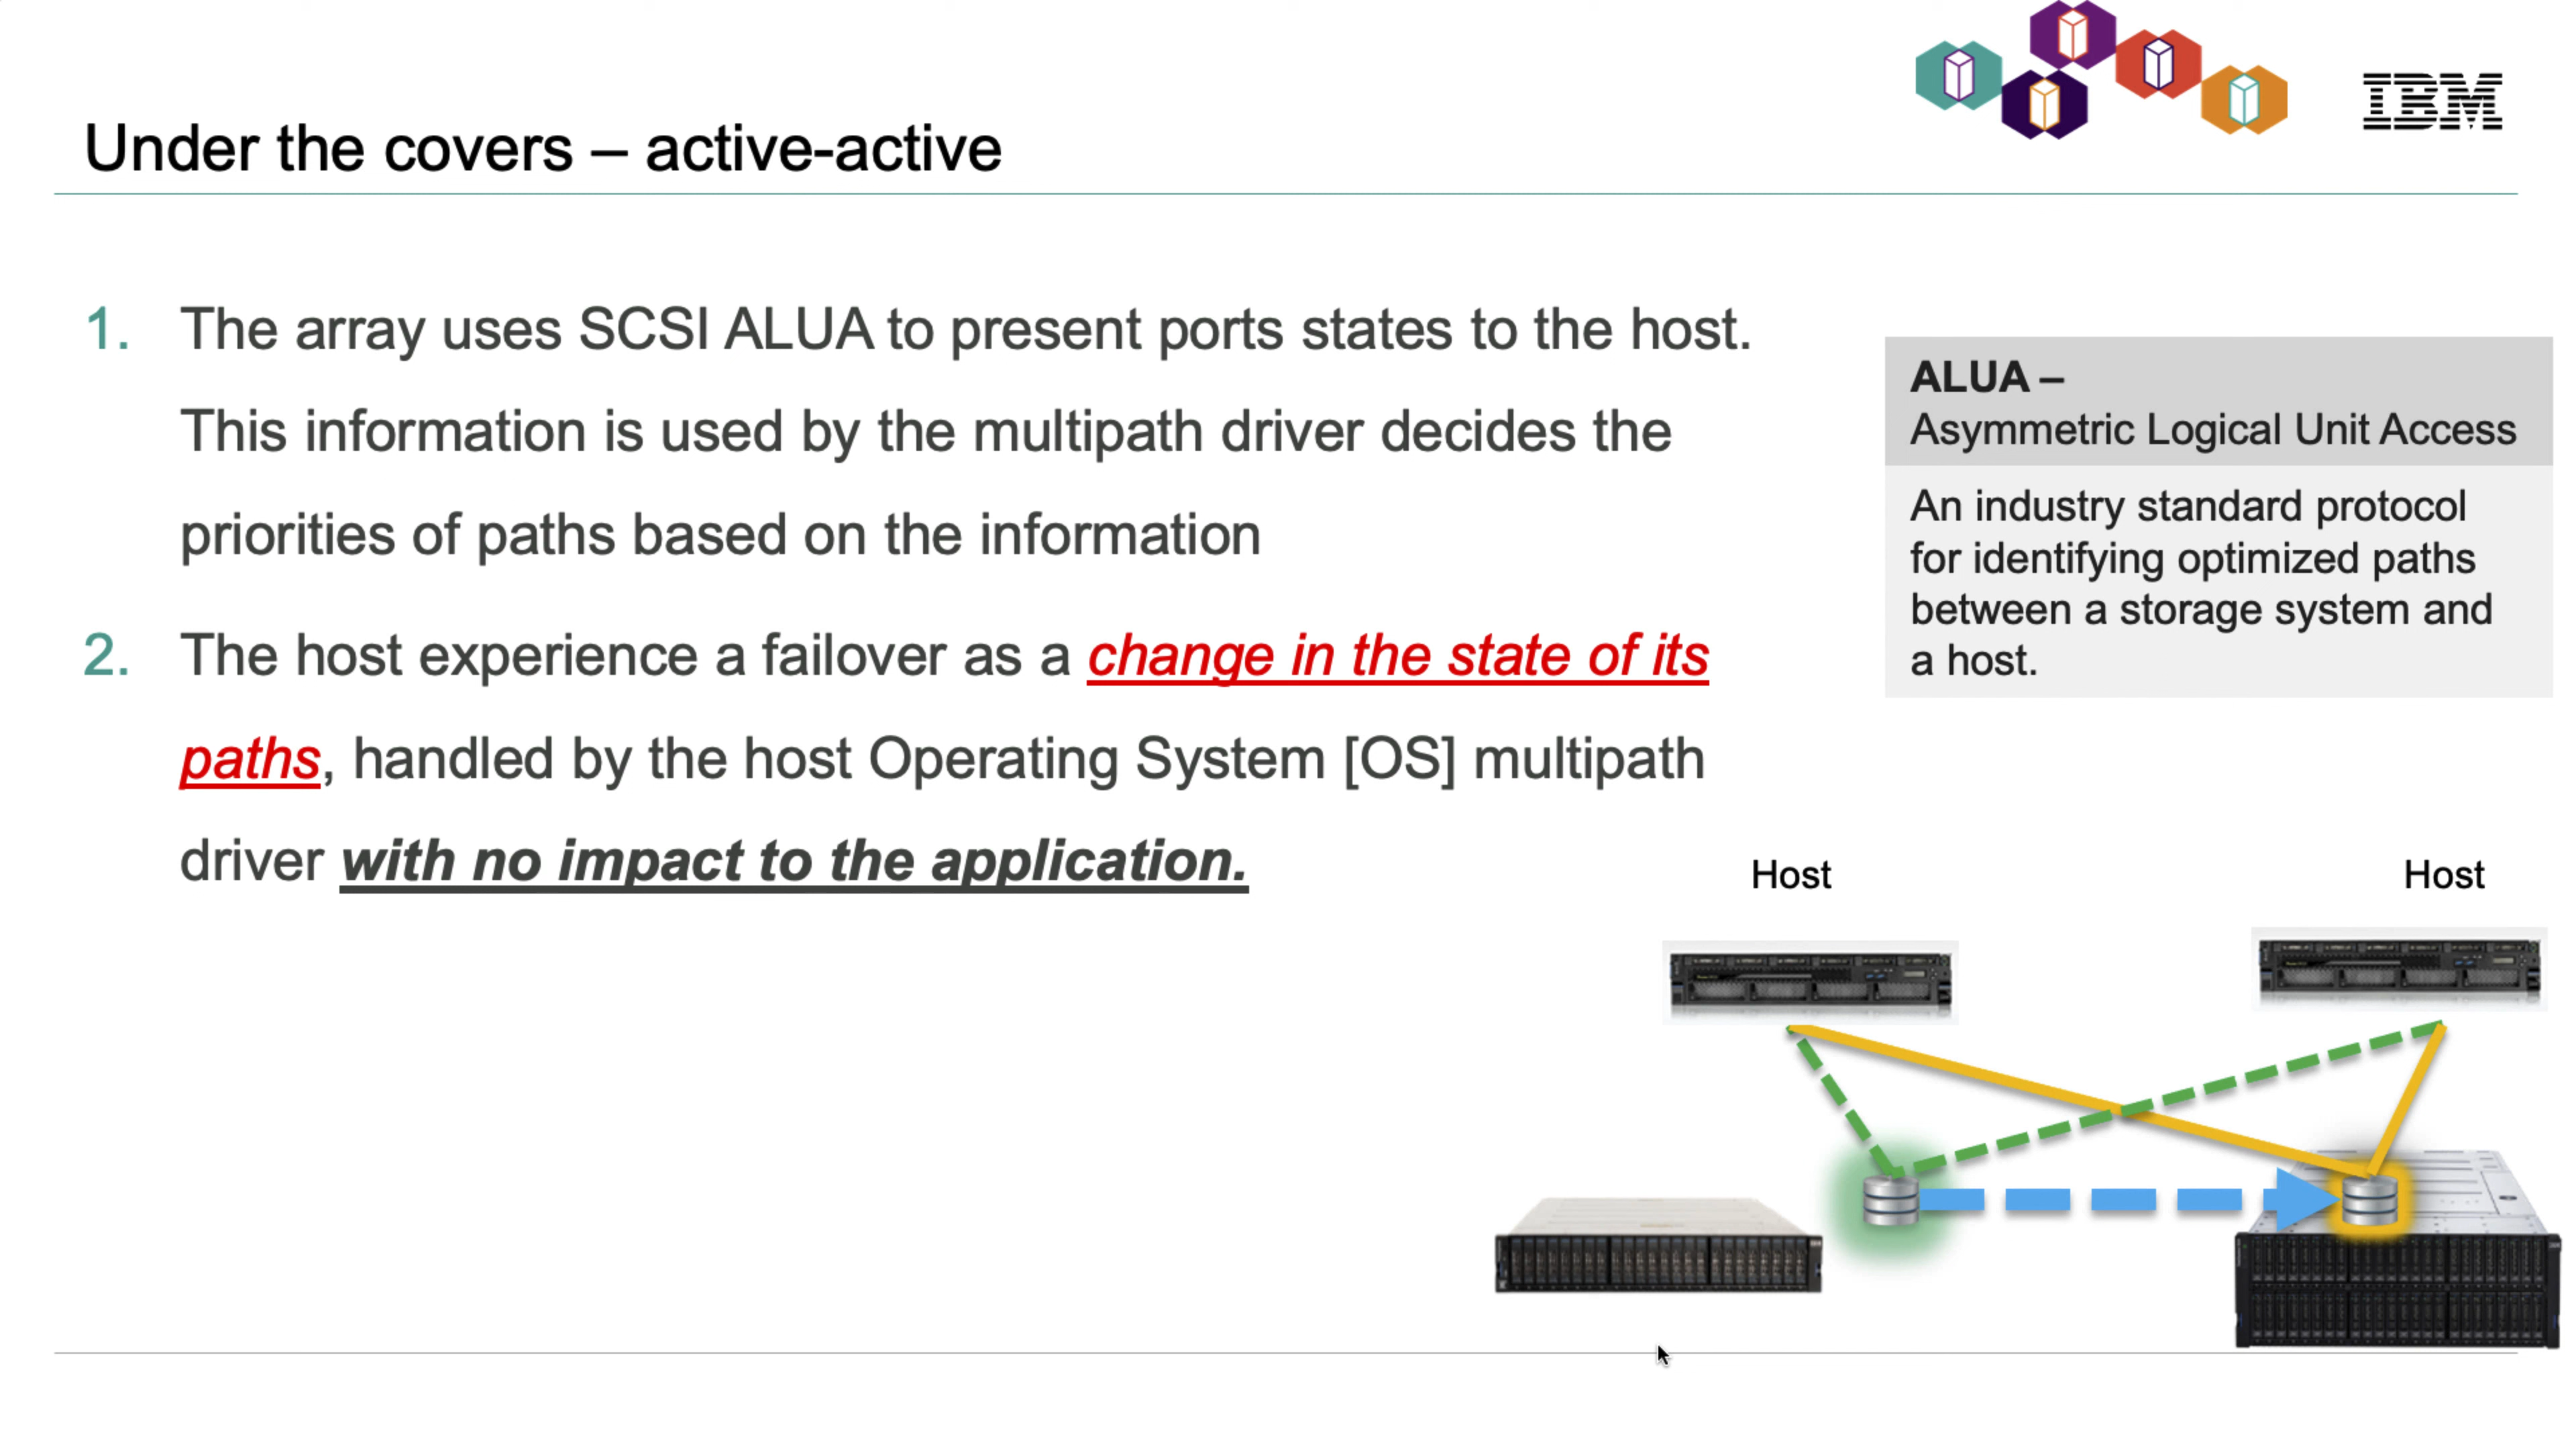 IBM
Under the covers – active-active
1. The array uses SCSI ALUA to present ports states to the host.
This information is used by the multipath driver decides the
priorities of paths based on the information
2. The host experience a failover as a change in the state of its
paths, handled by the host Operating System [OS] multipath
driver with no impact to the application.
ALUA –
Asymmetric Logical Unit Access
An industry standard protocol
for identifying optimized paths
between a storage system and
a host.
Host
Host